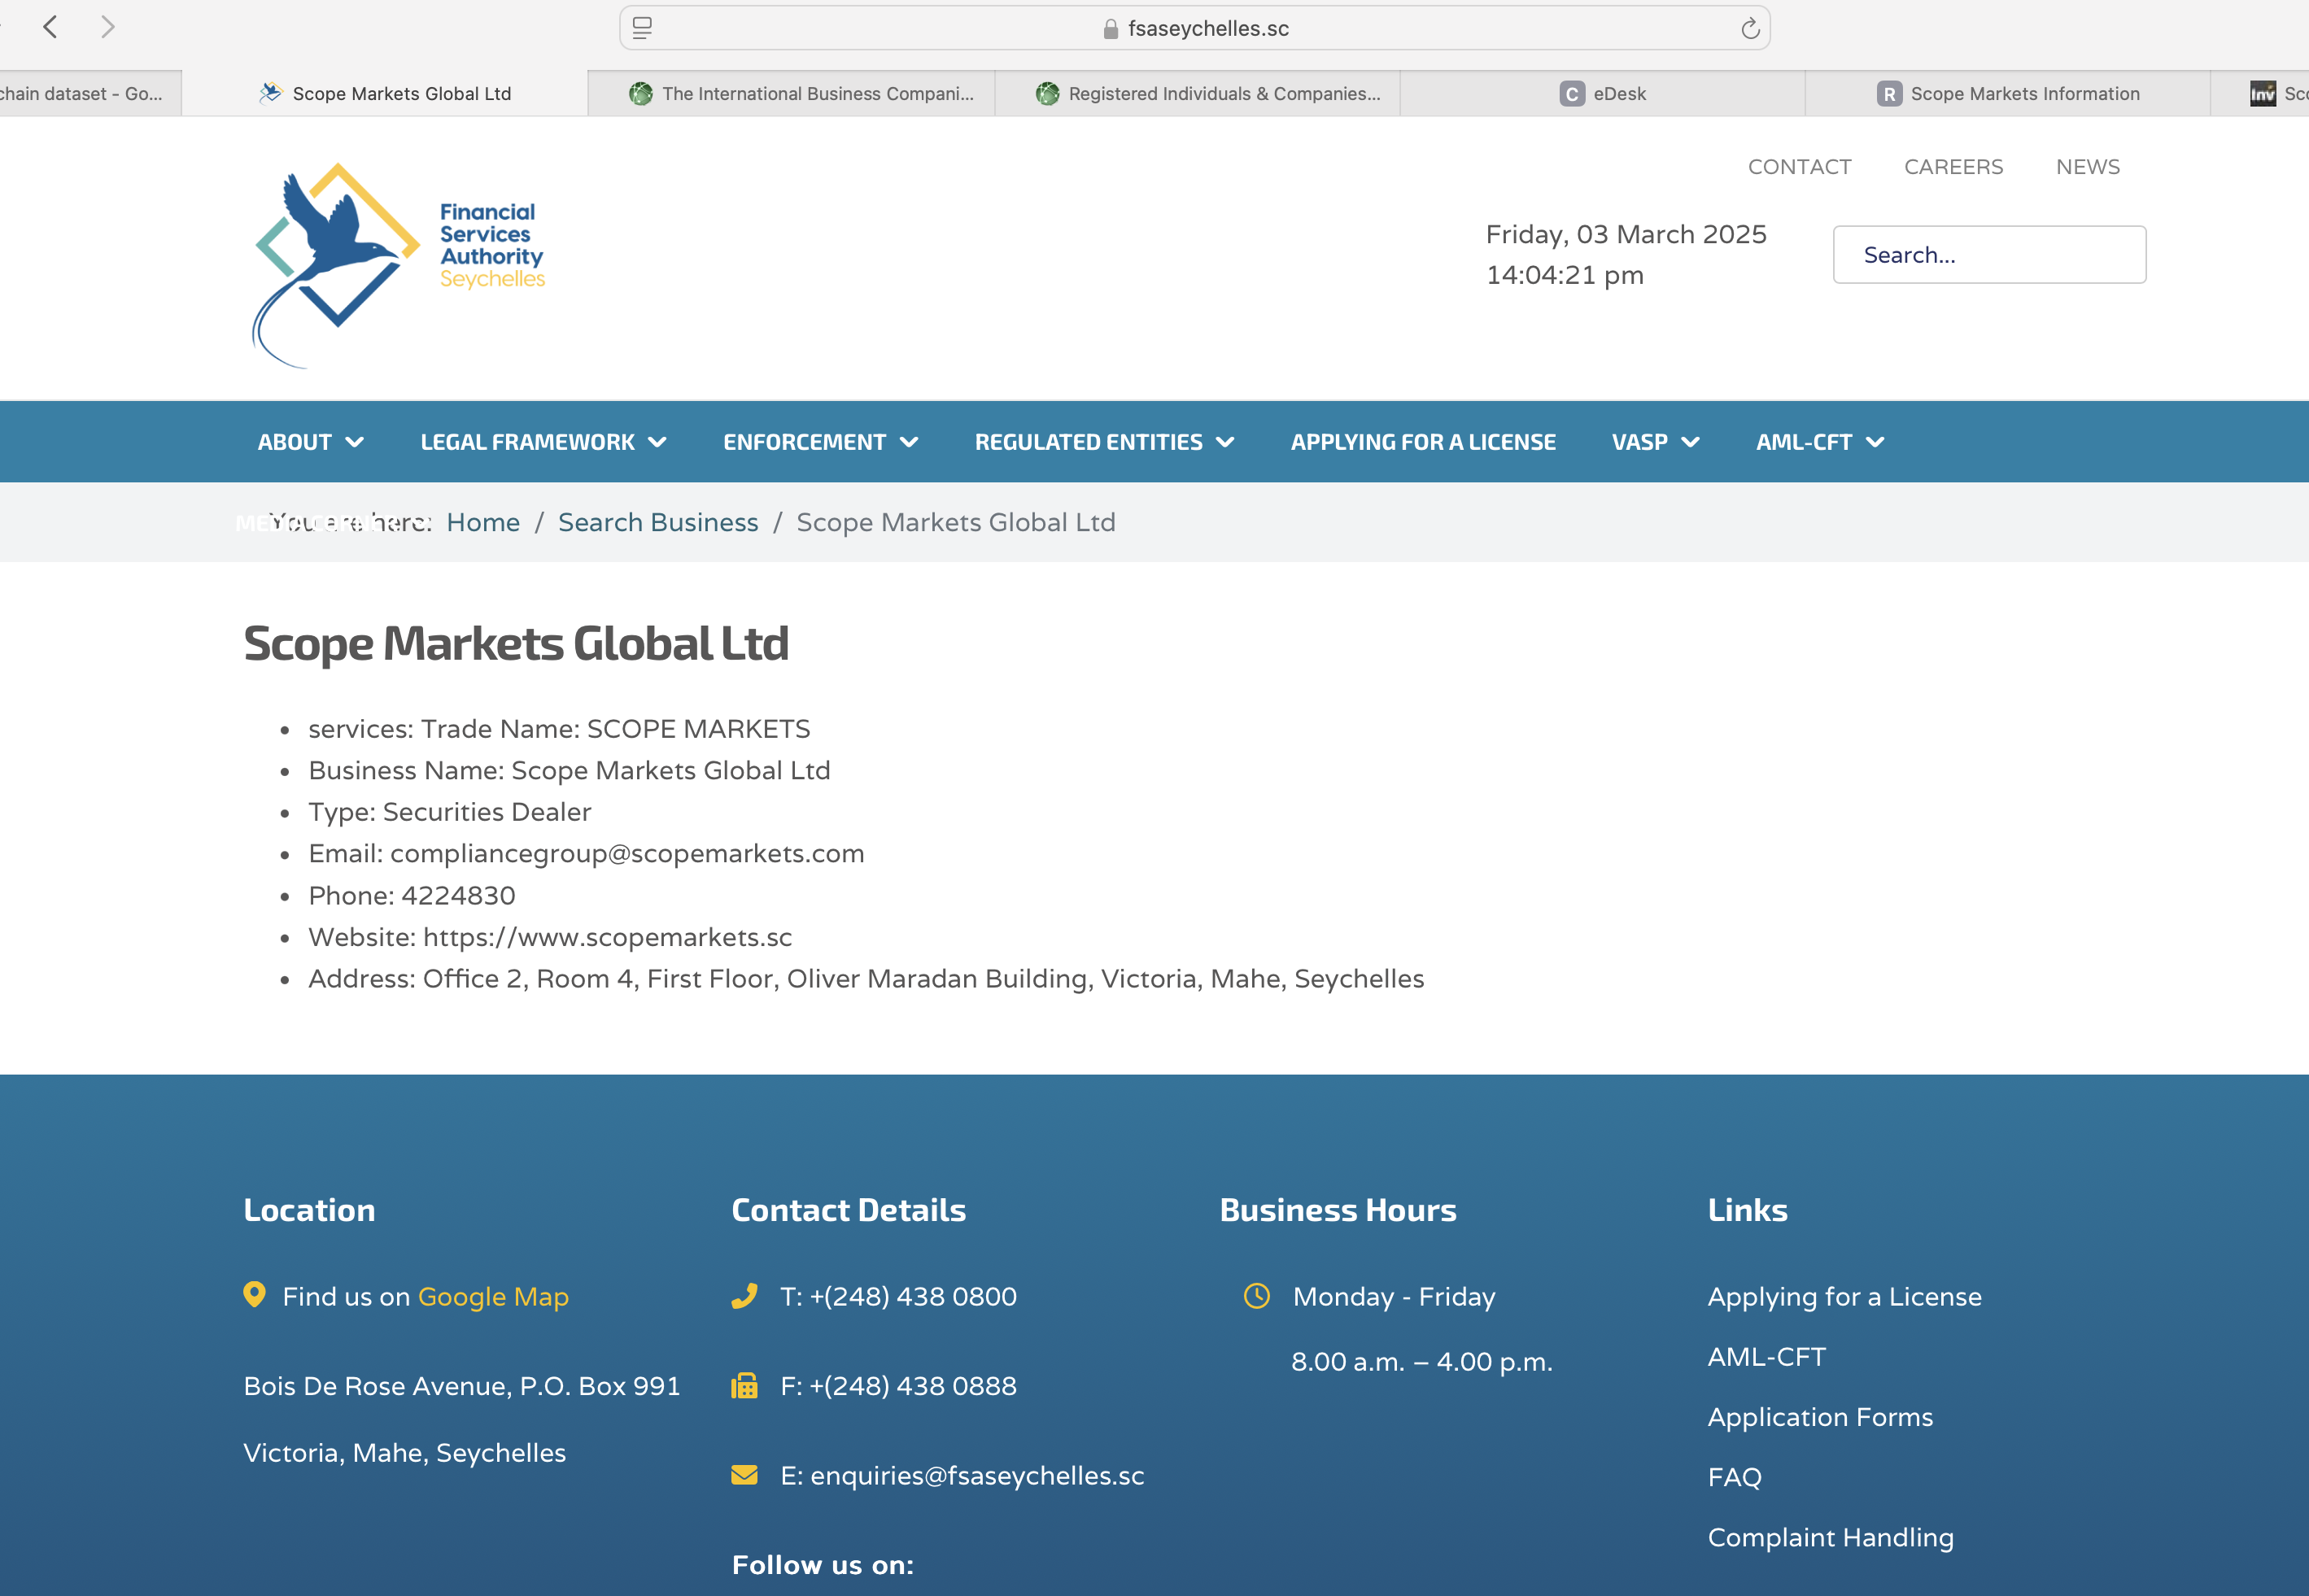 fsaseychelles.sc
chain dataset - Go...
Scope Markets Global Ltd
The International Business Compani...
Registered Individuals & Companies...
C eDesk
R Scope Markets Information
Inv Sc
CONTACT CAREERS NEWS
Financial
Services
Authority
Seychelles
Friday, 03 March 2025
14:04:21 pm
Search...
ABOUT LEGAL FRAMEWORK ENFORCEMENT REGULATED ENTITIES APPLYING FOR A LICENSE VASP AML-CFT
You are here: Home / Search Business / Scope Markets Global Ltd
Scope Markets Global Ltd
• services: Trade Name: SCOPE MARKETS
• Business Name: Scope Markets Global Ltd
• Type: Securities Dealer
• Email: compliancegroup@scopemarkets.com
• Phone: 4224830
• Website: https://www.scopemarkets.sc
• Address: Office 2, Room 4, First Floor, Oliver Maradan Building, Victoria, Mahe, Seychelles
Location
Find us on Google Map
Bois De Rose Avenue, P.O. Box 991
Victoria, Mahe, Seychelles
Contact Details
T: +(248) 438 0800
F: +(248) 438 0888
E: enquiries@fsaseychelles.sc
Follow us on:
Business Hours
Monday - Friday
8.00 a.m. – 4.00 p.m.
Links
Applying for a License
AML-CFT
Application Forms
FAQ
Complaint Handling